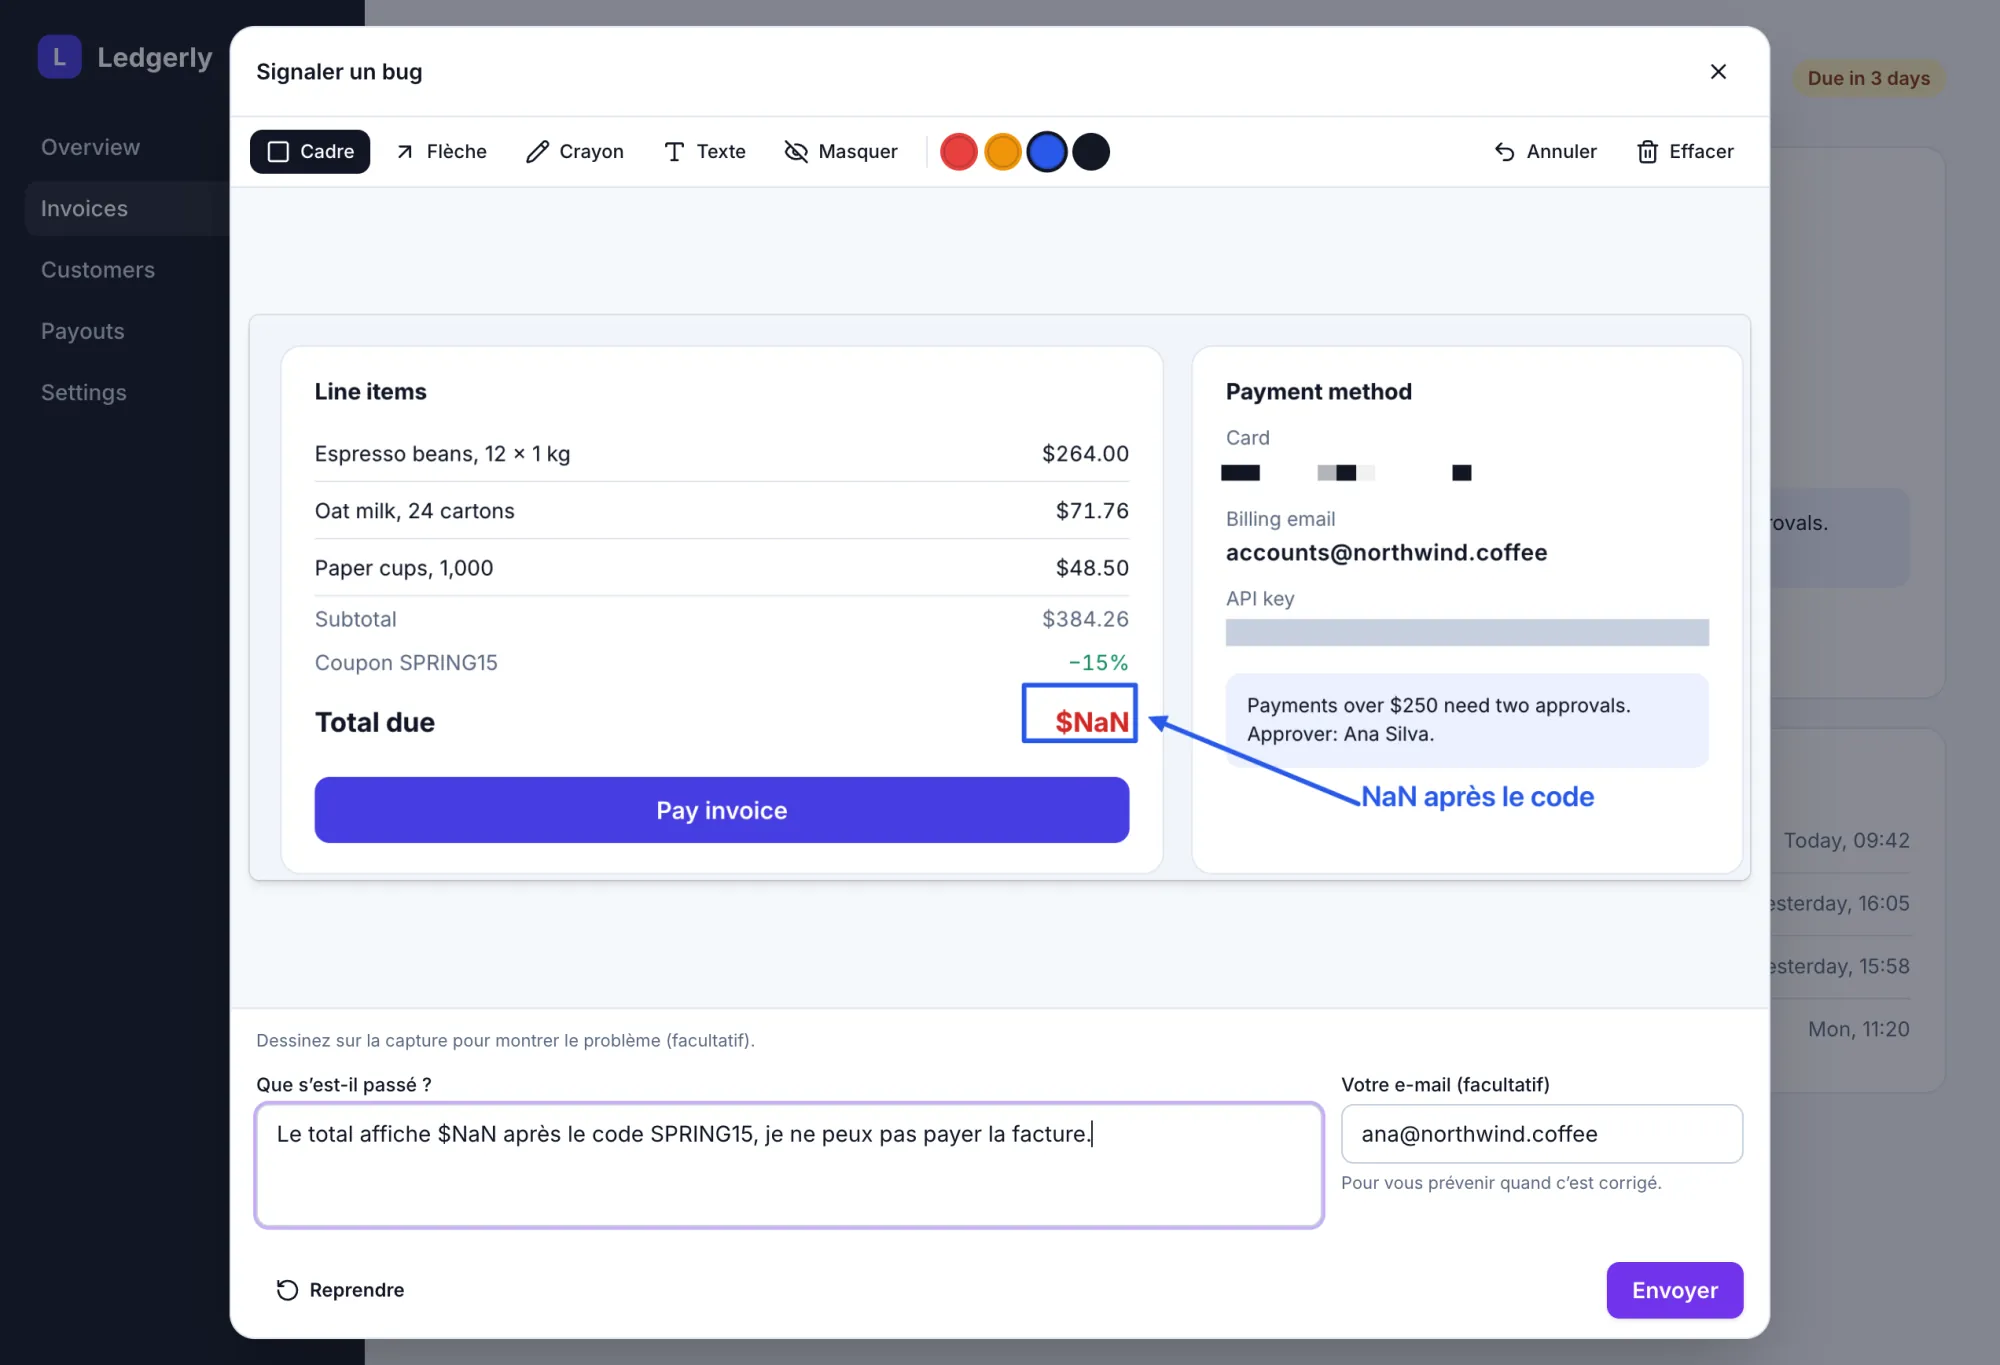 L Ledgerly
Overview
Invoices
Customers
Payouts
Settings
Signaler un bug
Due in 3 days
Cadre Flèche Crayon Texte Masquer Annuler Effacer
Line items
Espresso beans, 12 × 1 kg $264.00
Oat milk, 24 cartons $71.76
Paper cups, 1,000 $48.50
Subtotal $384.26
Coupon SPRING15 −15%
Total due $NaN
Pay invoice
Payment method
Card
Billing email
accounts@northwind.coffee
API key
Payments over $250 need two approvals.
Approver: Ana Silva.
NaN après le code
ovals.
Today, 09:42
esterday, 16:05
esterday, 15:58
Mon, 11:20
Dessinez sur la capture pour montrer le problème (facultatif).
Que s’est-il passé ?
Le total affiche $NaN après le code SPRING15, je ne peux pas payer la facture.
Votre e-mail (facultatif)
ana@northwind.coffee
Pour vous prévenir quand c’est corrigé.
Reprendre
Envoyer